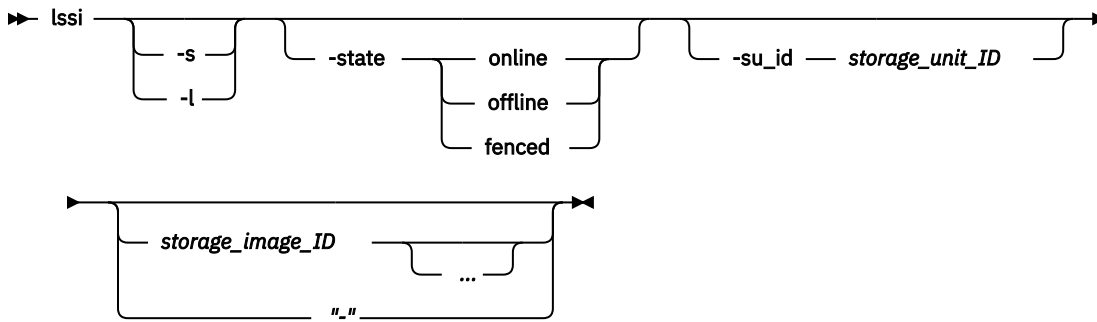 lssi
-s
-l
-state
online
offline
fenced
-su_id
storage_unit_ID
storage_image_ID
...
"-"